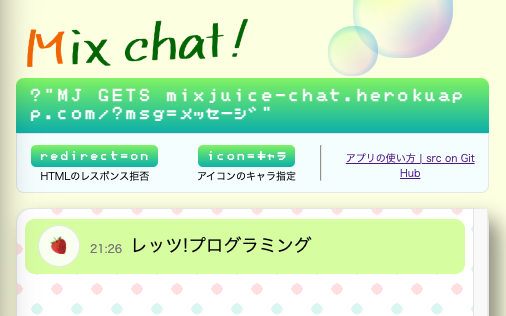 Mix chat!
?"MJ GETS mixjuice-chat.herokuap
p.com/?msg=メッセージ"
redirect=on
HTMLのレスポンス拒否
icon=キャラ
アイコンのキャラ指定
アプリの使い方 | src on Git
Hub
21:26 レッツ!プログラミング